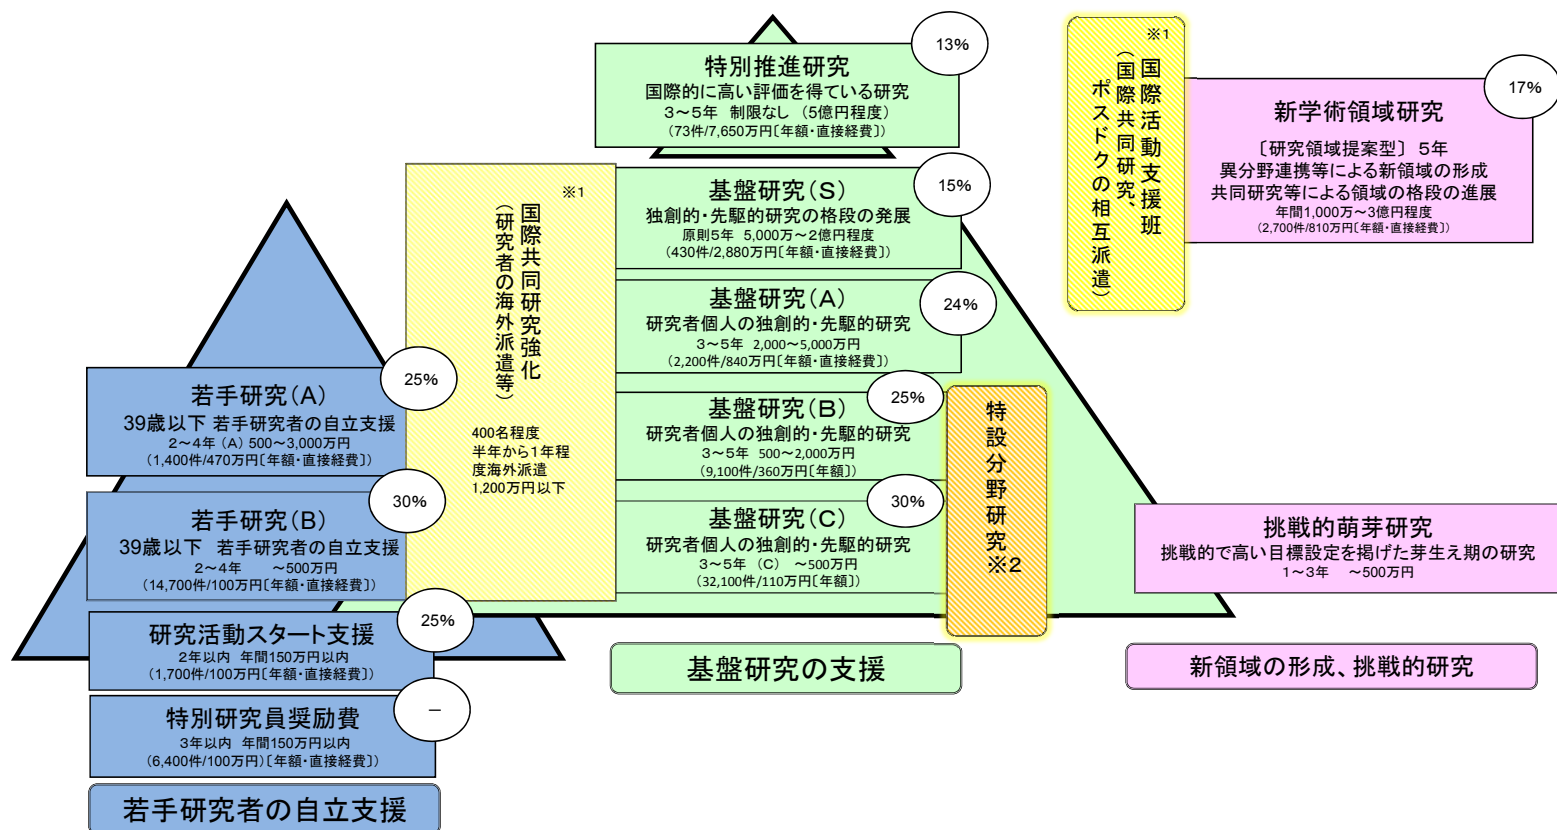 13%
特別推進研究
国際的に高い評価を得ている研究
3～5年 制限なし （5億円程度）
(73件/7,650万円〔年額・直接経費〕)
※1
国際活動支援班
（国際共同研究、
ポスドクの相互派遣）
17%
新学術領域研究
〔研究領域提案型〕 5年
異分野連携等による新領域の形成
共同研究等による領域の格段の進展
年間1,000万～3億円程度
(2,700件/810万円〔年額・直接経費〕)
※1
国際共同研究強化
（研究者の海外派遣等）
400名程度
半年から1年程
度海外派遣
1,200万円以下
15%
基盤研究（S）
独創的・先駆的研究の格段の発展
原則5年 5,000万～2億円程度
(430件/2,880万円〔年額・直接経費〕)
24%
基盤研究（A）
研究者個人の独創的・先駆的研究
3～5年 2,000～5,000万円
(2,200件/840万円〔年額・直接経費〕)
25%
基盤研究（B）
研究者個人の独創的・先駆的研究
3～5年 500～2,000万円
(9,100件/360万円〔年額〕)
30%
基盤研究（C）
研究者個人の独創的・先駆的研究
3～5年 （C） ～500万円
(32,100件/110万円〔年額〕)
特設分野研究※2
25%
若手研究（A）
39歳以下 若手研究者の自立支援
2～4年 （A） 500～3,000万円
(1,400件/470万円〔年額・直接経費〕)
30%
若手研究（B）
39歳以下 若手研究者の自立支援
2～4年 ～500万円
(14,700件/100万円〔年額・直接経費〕)
25%
研究活動スタート支援
2年以内 年間150万円以内
(1,700件/100万円〔年額・直接経費〕)
－
特別研究員奨励費
3年以内 年間150万円以内
(6,400件/100万円）〔年額・直接経費〕)
若手研究者の自立支援
基盤研究の支援
挑戦的萌芽研究
挑戦的で高い目標設定を掲げた芽生え期の研究
1～3年 ～500万円
新領域の形成、挑戦的研究